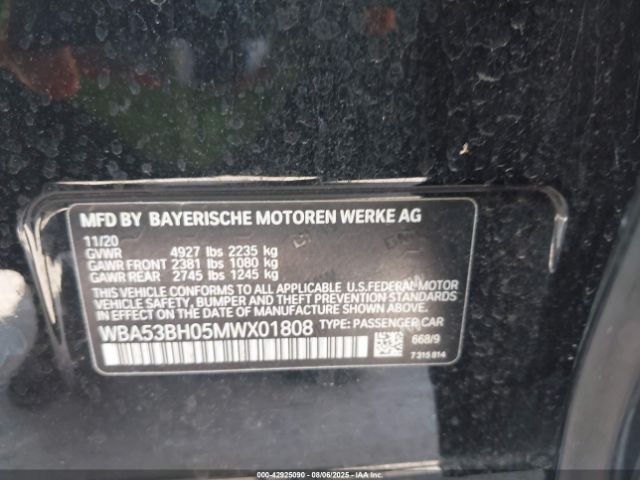 MFD BY BAYERISCHE MOTOREN WERKE AG
11/20
GVWR 4927 lbs 2235 kg
GAWR FRONT 2381 lbs 1080 kg
GAWR REAR 2745 lbs 1245 kg
THIS VEHICLE CONFORMS TO ALL APPLICABLE U.S.FEDERAL MOTOR
VEHICLE SAFETY, BUMPER AND THEFT PREVENTION STANDARDS
IN EFFECT ON THE DATE OF MANUFACTURE SHOWN ABOVE.
WBA53BH05MWX01808 TYPE: PASSENGER CAR
668/9
7 315 814
000-42925090 - 08/06/2025 - IAA Inc.